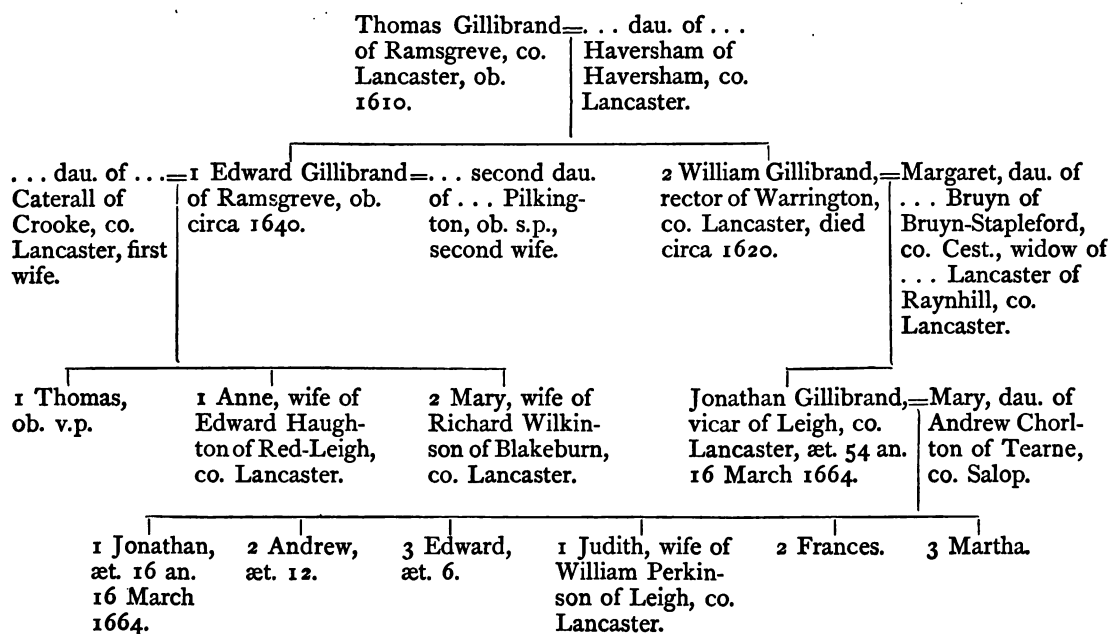 Thomas Gillibrand=. . . dau. of . . .
of Ramsgreve, co.
Lancaster, ob.
1610.
Haversham of
Haversham, co.
Lancaster.
. . . dau. of . . .
Caterall of
Crooke, co.
Lancaster, first
wife.
=1 Edward Gillibrand=
of Ramsgreve, ob.
circa 1640.
. . . second dau.
of . . . Pilking-
ton, ob. s.p.,
second wife.
2 William Gillibrand,=
rector of Warrington,
co. Lancaster, died
circa 1620.
Margaret, dau. of
. . . Bruyn of
Bruyn-Stapleford,
co. Cest., widow of
. . . Lancaster of
Raynhill, co.
Lancaster.
1 Thomas,
ob. v.p.
1 Anne, wife of
Edward Haugh-
ton of Red-Leigh,
co. Lancaster.
2 Mary, wife of
Richard Wilkin-
son of Blakeburn,
co. Lancaster.
Jonathan Gillibrand,=
vicar of Leigh, co.
Lancaster, æt. 54 an.
16 March 1664.
Mary, dau. of
Andrew Chorl-
ton of Tearne,
co. Salop.
1 Jonathan,
æt. 16 an.
16 March
1664.
2 Andrew,
æt. 12.
3 Edward,
æt. 6.
1 Judith, wife of
William Perkin-
son of Leigh, co.
Lancaster.
2 Frances.
3 Martha.